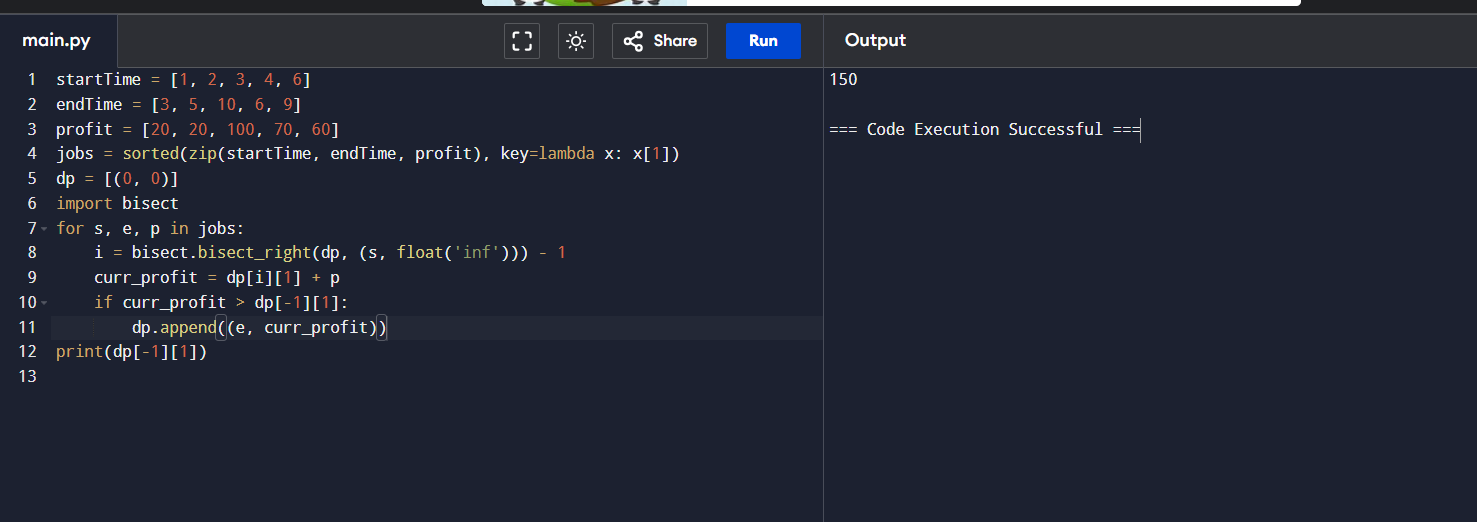 main.py
Share
Run
Output
1 startTime = [1, 2, 3, 4, 6]
2 endTime = [3, 5, 10, 6, 9]
3 profit = [20, 20, 100, 70, 60]
4 jobs = sorted(zip(startTime, endTime, profit), key=lambda x: x[1])
5 dp = [(0, 0)]
6 import bisect
7 for s, e, p in jobs:
8     i = bisect.bisect_right(dp, (s, float('inf'))) - 1
9     curr_profit = dp[i][1] + p
10     if curr_profit > dp[-1][1]:
11         dp.append((e, curr_profit))
12 print(dp[-1][1])
13
150
=== Code Execution Successful ===